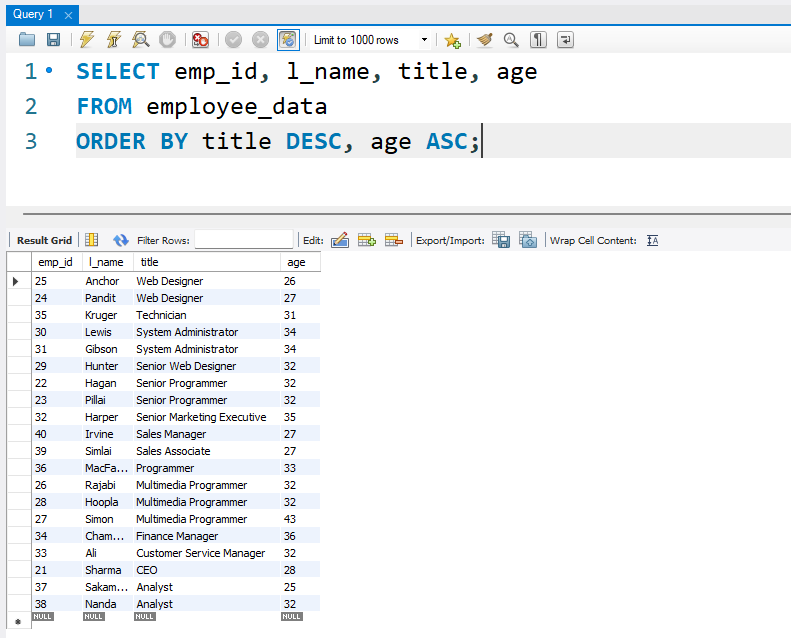 Query 1
Limit to 1000 rows
1 SELECT emp_id, l_name, title, age
2 FROM employee_data
3 ORDER BY title DESC, age ASC;
Result Grid Filter Rows: Edit: Export/Import: Wrap Cell Content:
emp_id l_name title age
25 Anchor Web Designer 26
24 Pandit Web Designer 27
35 Kruger Technician 31
30 Lewis System Administrator 34
31 Gibson System Administrator 34
29 Hunter Senior Web Designer 32
22 Hagan Senior Programmer 32
23 Pillai Senior Programmer 32
32 Harper Senior Marketing Executive 35
40 Irvine Sales Manager 27
39 Simlai Sales Associate 27
36 MacFa... Programmer 33
26 Rajabi Multimedia Programmer 32
28 Hoopla Multimedia Programmer 32
27 Simon Multimedia Programmer 43
34 Cham... Finance Manager 36
33 Ali Customer Service Manager 32
21 Sharma CEO 28
37 Sakam... Analyst 25
38 Nanda Analyst 32
NULL NULL NULL NULL